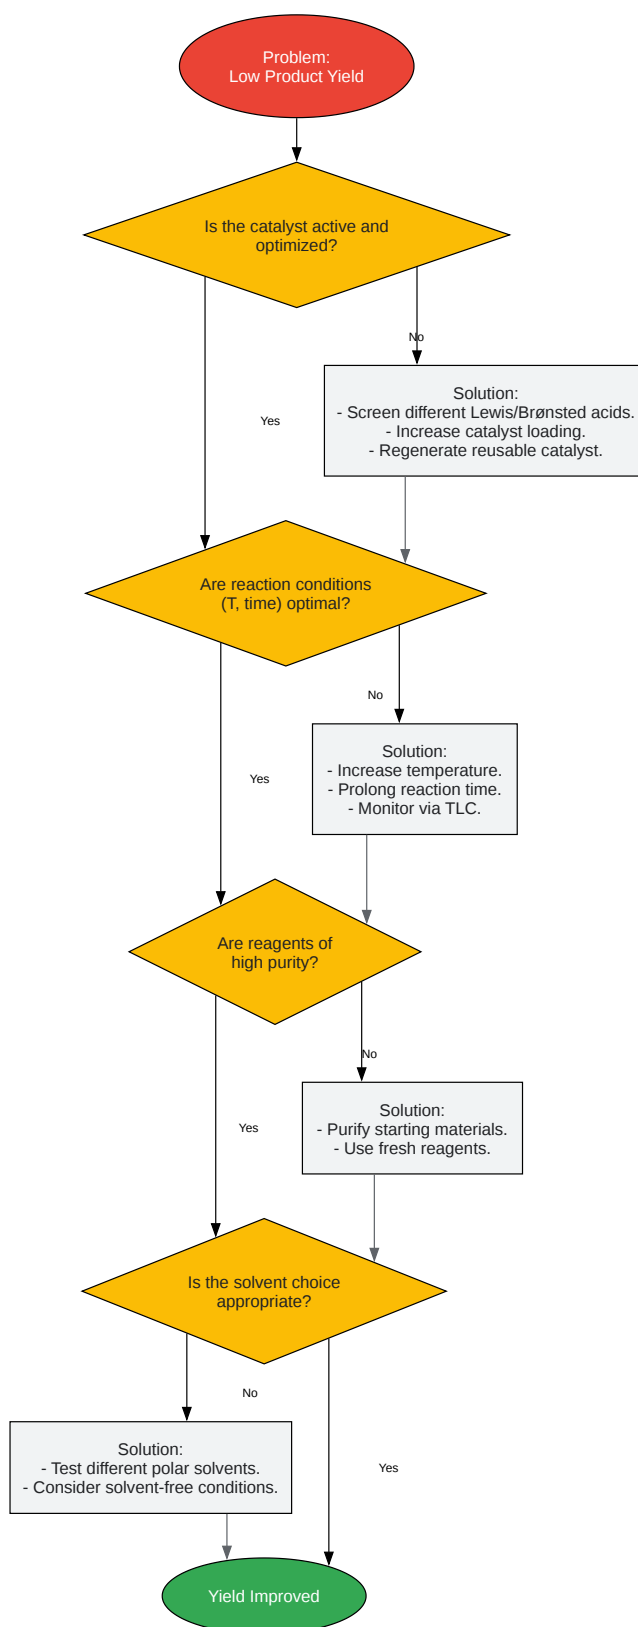 Problem:
Low Product Yield
Is the catalyst active and
optimized?
No
Solution:
- Screen different Lewis/Brønsted acids.
- Increase catalyst loading.
- Regenerate reusable catalyst.
Yes
Are reaction conditions
(T, time) optimal?
No
Solution:
- Increase temperature.
- Prolong reaction time.
- Monitor via TLC.
Yes
Are reagents of
high purity?
No
Solution:
- Purify starting materials.
- Use fresh reagents.
Yes
Is the solvent choice
appropriate?
No
Solution:
- Test different polar solvents.
- Consider solvent-free conditions.
Yes
Yield Improved